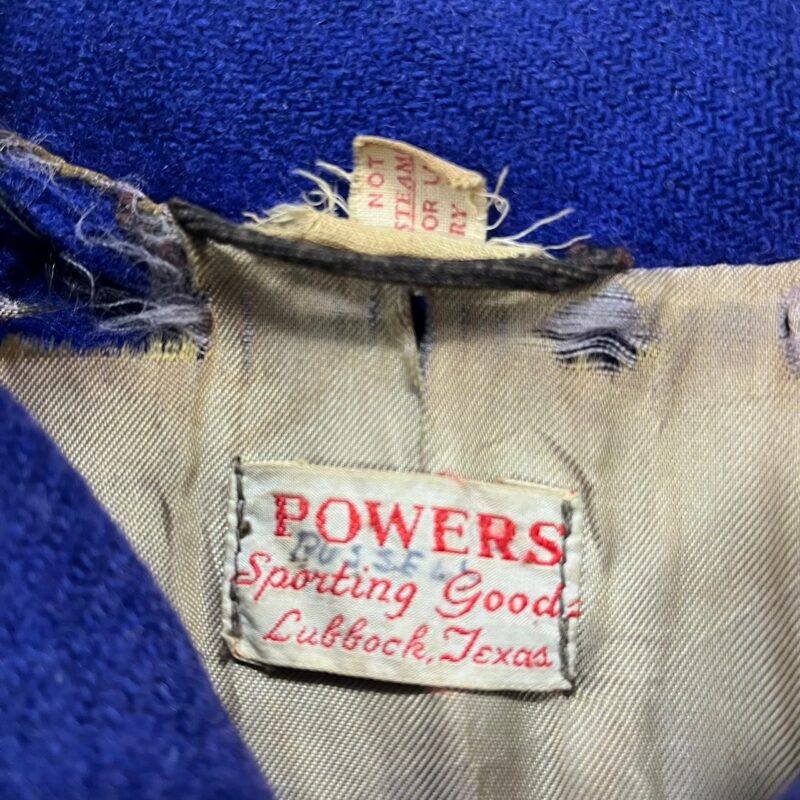 NOT
STEAM
OR U
RY
POWERS
RUSSELL
Sporting Goods
Lubbock, Texas